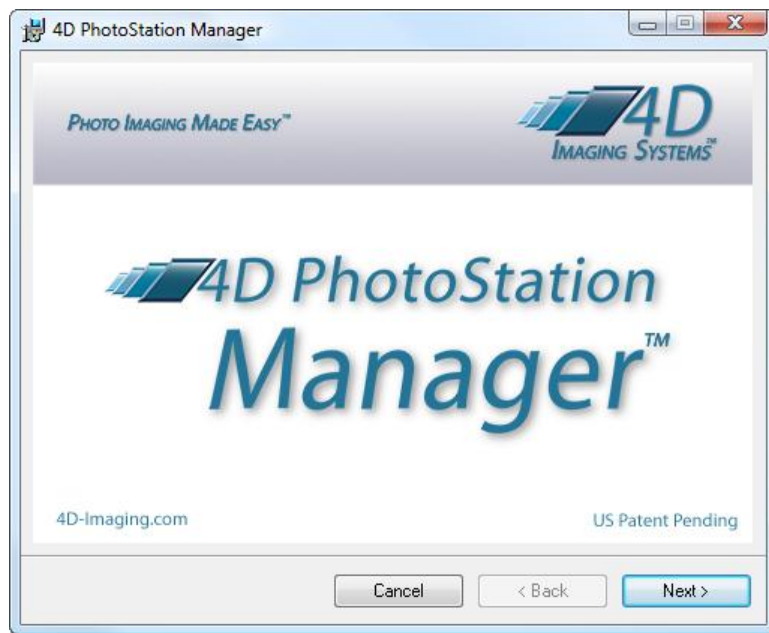 4D PhotoStation Manager
PHOTO IMAGING MADE EASY™
4D
IMAGING SYSTEMS™
4D PhotoStation
Manager™
4D-Imaging.com
US Patent Pending
Cancel
< Back
Next >